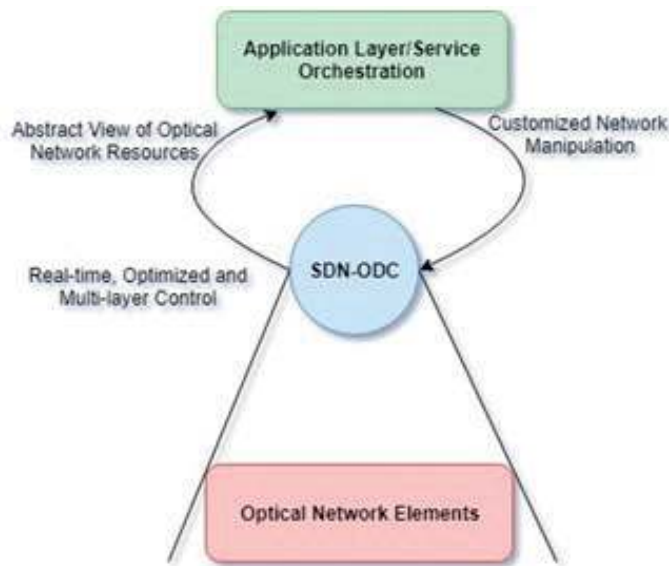 Application Layer/Service
Orchestration
Abstract View of Optical
Network Resources
Customized Network
Manipulation
SDN-ODC
Real-time, Optimized and
Multi-layer Control
Optical Network Elements